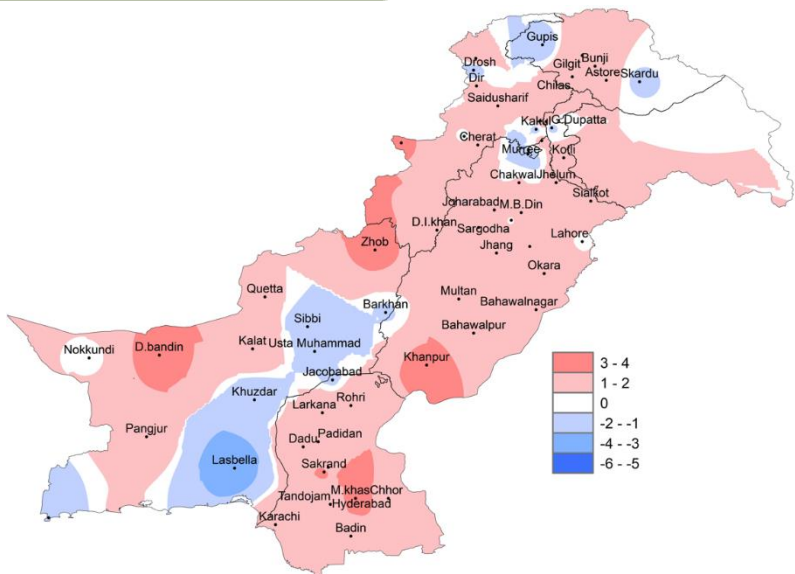 Gupis
Drosh
Dir
Gilgit
Bunji
Astore
Skardu
Chilas
Saidusharif
Kakul
G.Dupatta
Cherat
Murree
Kotli
Chakwal
Jhelum
Sialkot
Joharabad
M.B.Din
D.I.khan
Sargodha
Lahore
Zhob
Jhang
Okara
Quetta
Multan
Bahawalnagar
Barkhan
Sibbi
Bahawalpur
Nokkundi
D.bandin
Kalat
Usta Muhammad
Khanpur
Jacobabad
Khuzdar
Larkana
Rohri
Pangjur
Dadu
Padidan
Lasbella
Sakrand
M.khas
Chhor
Tandojam
Hyderabad
Karachi
Badin
3 - 4
1 - 2
0
-2 - -1
-4 - -3
-6 - -5